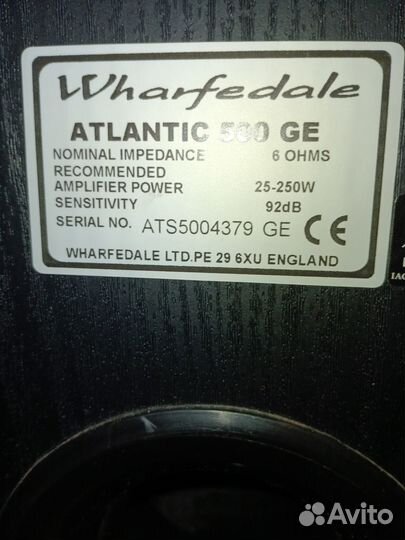 Wharfedale
ATLANTIC 500 GE
NOMINAL IMPEDANCE 6 OHMS
RECOMMENDED
AMPLIFIER POWER 25-250W
SENSITIVITY 92dB
SERIAL NO. ATS5004379 GE CE
WHARFEDALE LTD.PE 29 6XU ENGLAND
IAG
Avito